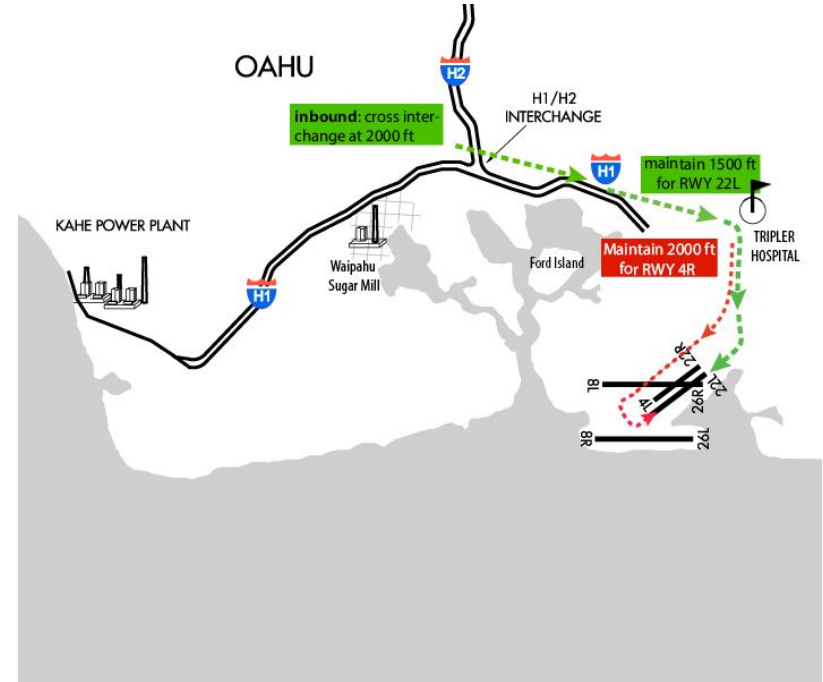 OAHU
H2
inbound: cross inter-
change at 2000 ft
H1/H2
INTERCHANGE
H1
maintain 1500 ft
for RWY 22L
KAHE POWER PLANT
TRIPLER
HOSPITAL
Waipahu
Sugar Mill
Ford Island
Maintain 2000 ft
for RWY 4R
H1
22R
22L
8L
26R
4L
8R
26L